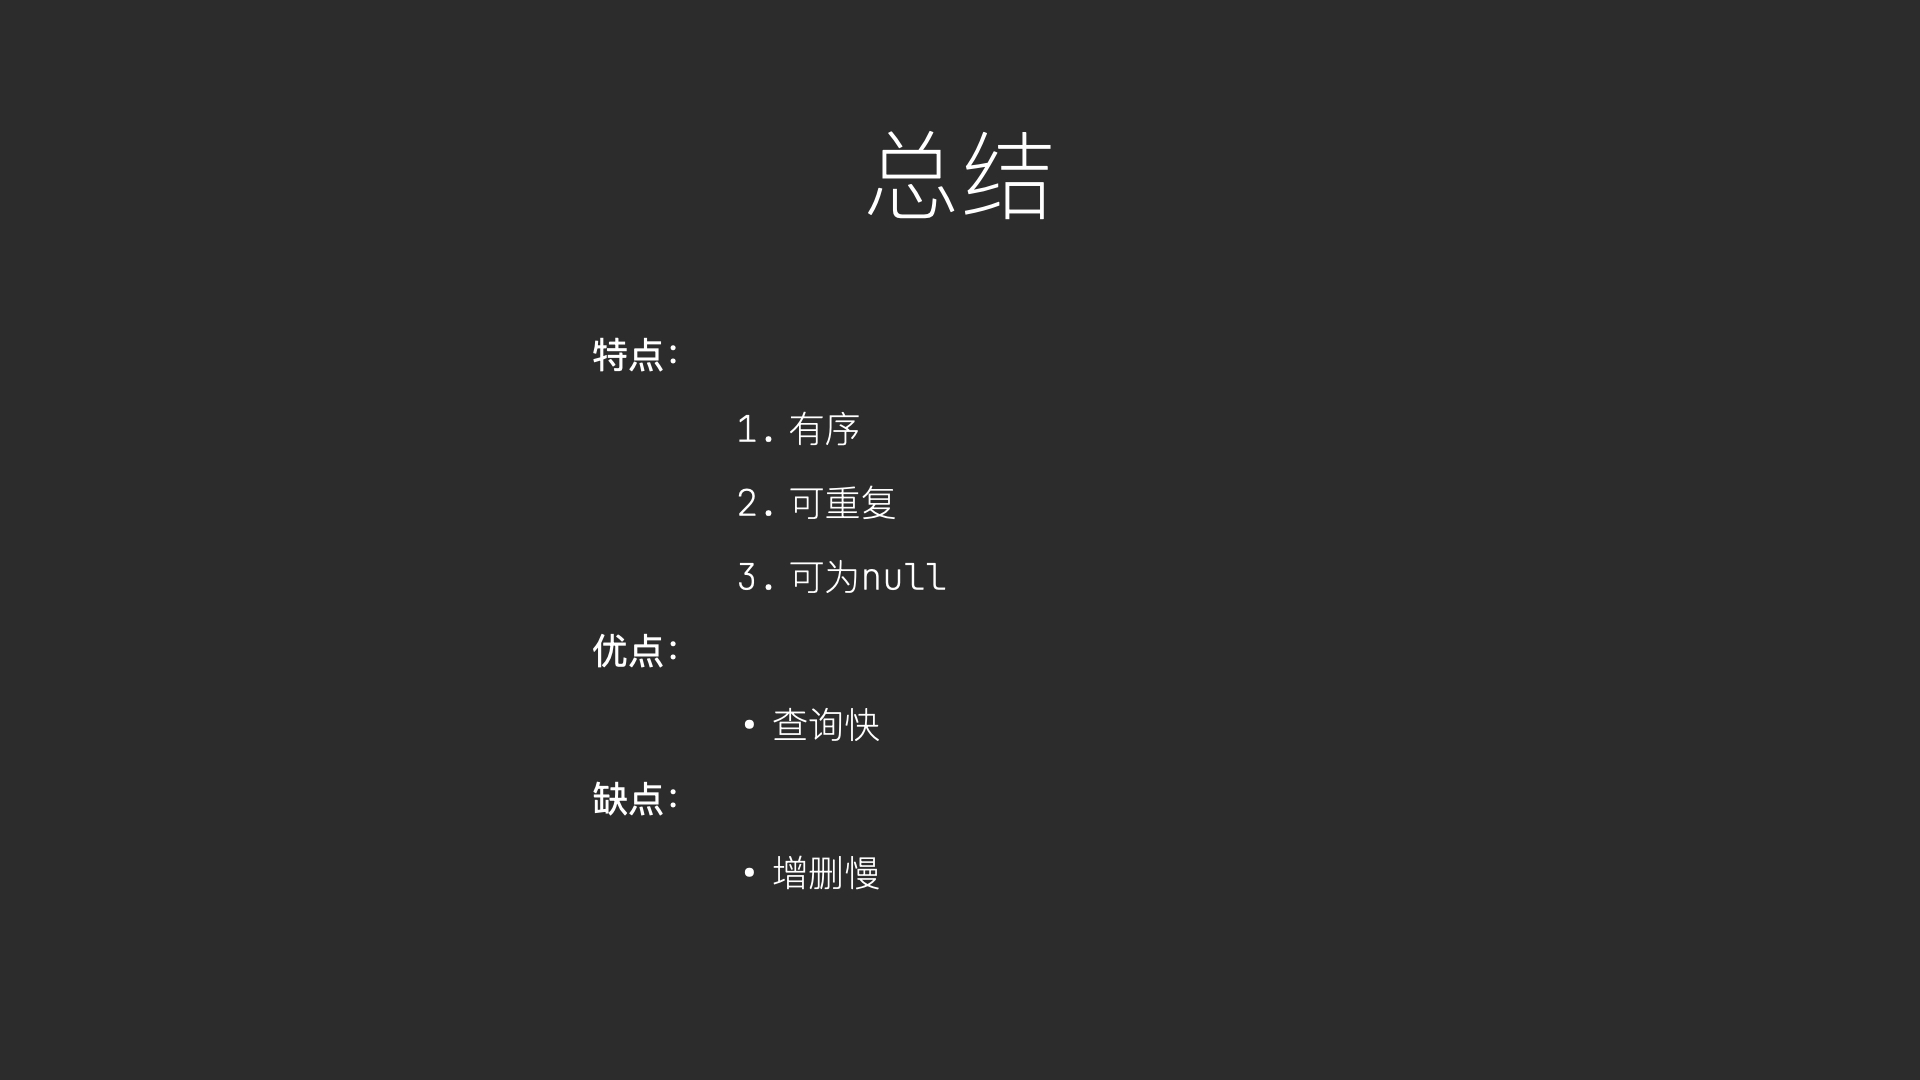 总结
特点:
1. 有序
2. 可重复
3. 可为null
优点:
• 查询快
缺点:
• 增删慢